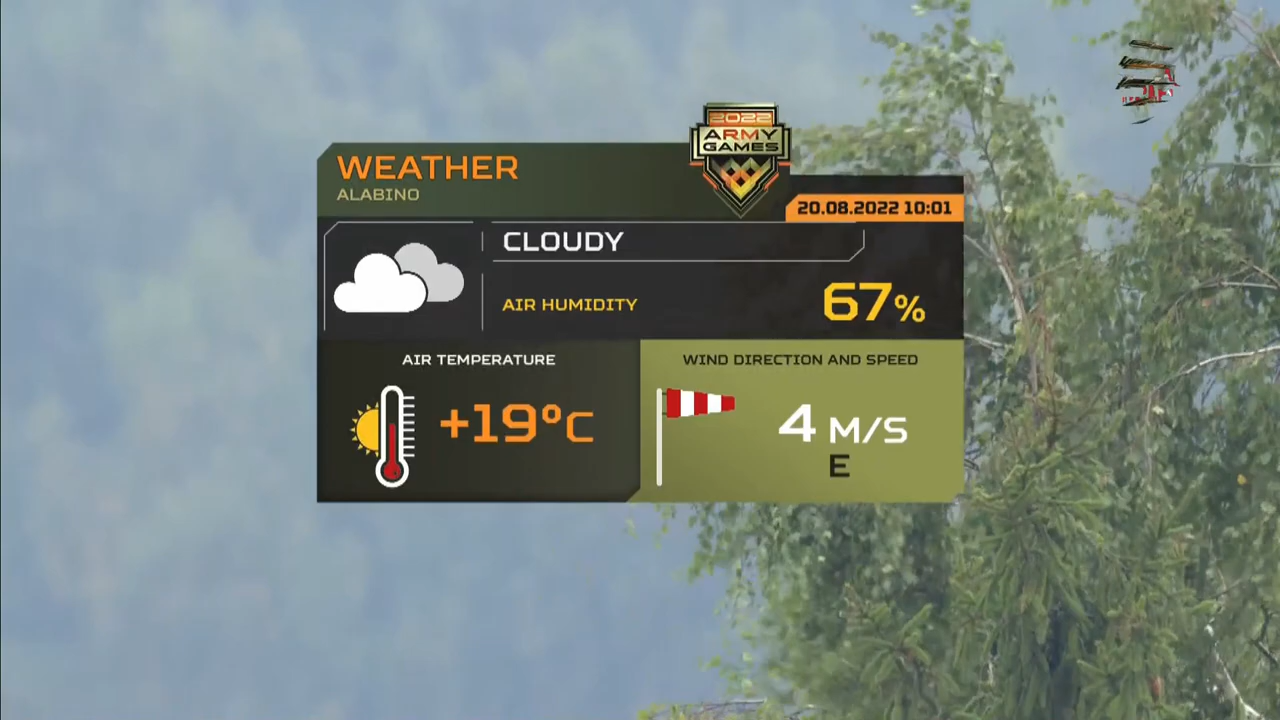 2022
ARMY
GAMES
WEATHER
ALABINO
20.08.2022 10:01
CLOUDY
AIR HUMIDITY
67%
AIR TEMPERATURE
+19°C
WIND DIRECTION AND SPEED
4 M/S
E